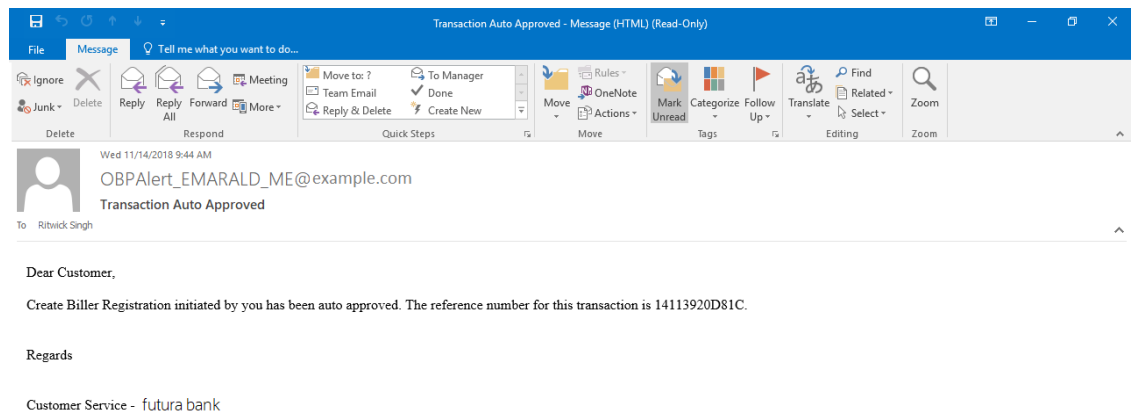 Transaction Auto Approved - Message (HTML) (Read-Only)
File Message Tell me what you want to do...
Ignore
Junk
Delete
Reply
Reply All
Forward
Meeting
More
Move to: ?
Team Email
Reply & Delete
To Manager
Done
Create New
Move
Rules
OneNote
Actions
Mark Unread
Categorize
Follow Up
Translate
Find
Related
Select
Zoom
Delete Respond Quick Steps Move Tags Editing Zoom
Wed 11/14/2018 9:44 AM
OBPAlert_EMARALD_ME@example.com
Transaction Auto Approved
To Ritwick Singh
Dear Customer,
Create Biller Registration initiated by you has been auto approved. The reference number for this transaction is 14113920D81C.
Regards
Customer Service - futura bank